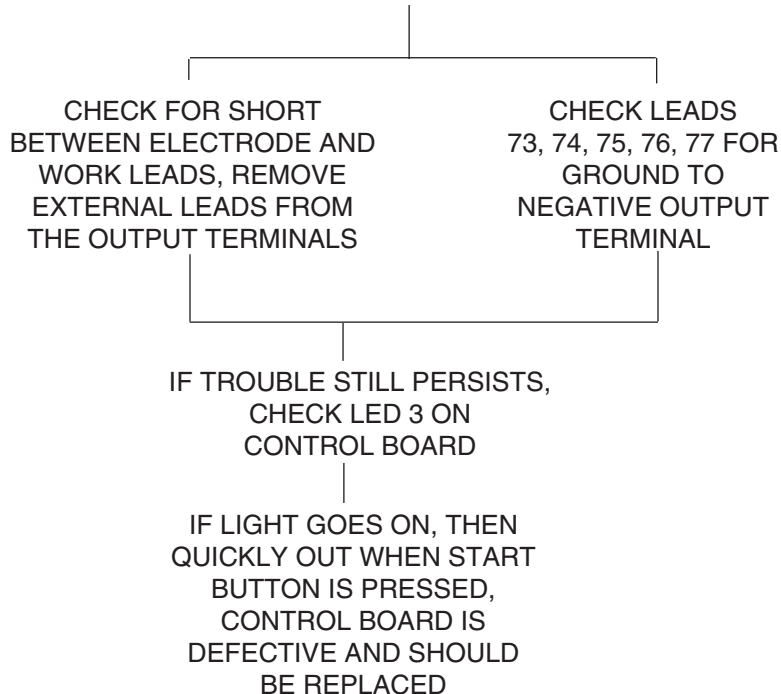 CHECK FOR SHORT
BETWEEN ELECTRODE AND
WORK LEADS, REMOVE
EXTERNAL LEADS FROM
THE OUTPUT TERMINALS
CHECK LEADS
73, 74, 75, 76, 77 FOR
GROUND TO
NEGATIVE OUTPUT
TERMINAL
IF TROUBLE STILL PERSISTS,
CHECK LED 3 ON
CONTROL BOARD
IF LIGHT GOES ON, THEN
QUICKLY OUT WHEN START
BUTTON IS PRESSED,
CONTROL BOARD IS
DEFECTIVE AND SHOULD
BE REPLACED